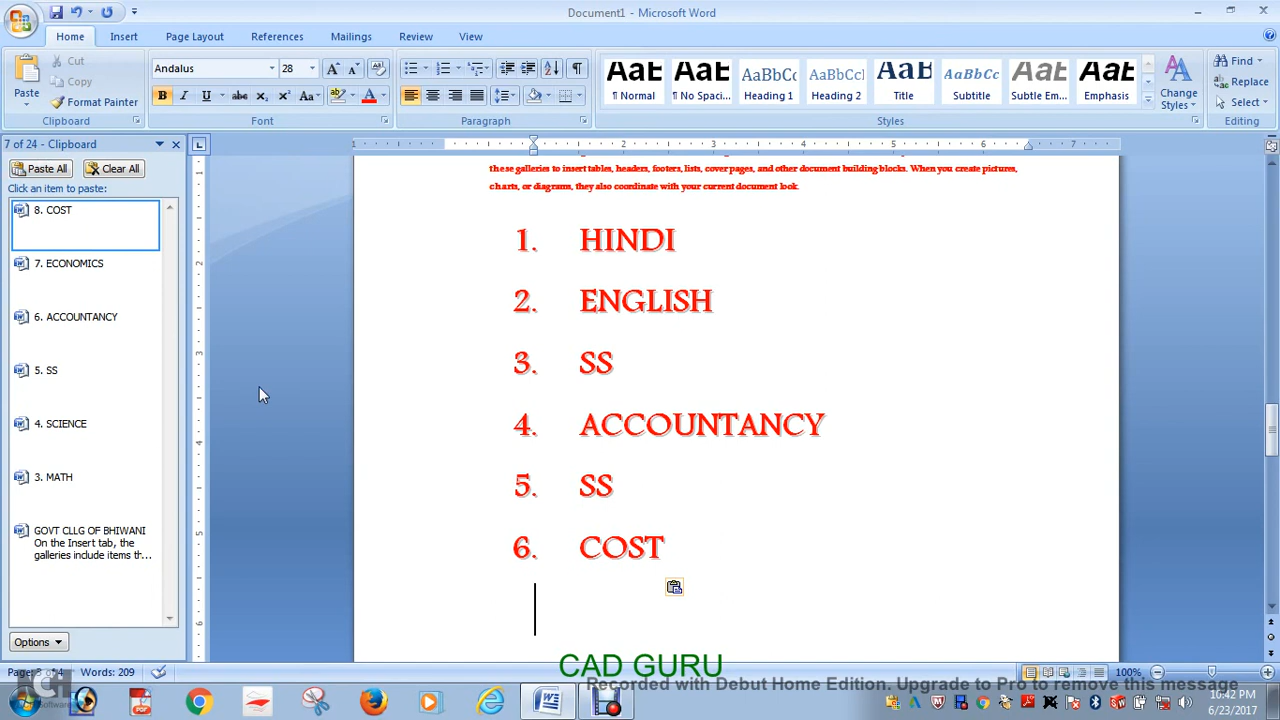 Document1 - Microsoft Word
Home Insert Page Layout References Mailings Review View
Paste
Cut
Copy
Format Painter
Clipboard
Andalus 28
Font
Paragraph
AaB ¶ Normal
AaB ¶ No Spaci...
AaBbC Heading 1
AaBbCcI Heading 2
AaBb Title
AaBbCc Subtitle
AaB Subtle Em...
AaB Emphasis
Change Styles
Styles
Find
Replace
Select
Editing
7 of 24 - Clipboard
Paste All Clear All
Click an item to paste:
8. COST
7. ECONOMICS
6. ACCOUNTANCY
5. SS
4. SCIENCE
3. MATH
GOVT CLLG OF BHIWANI
On the Insert tab, the
galleries include items th...
Options
these galleries to insert tables, headers, footers, lists, cover pages, and other document building blocks. When you create pictures,
charts, or diagrams, they also coordinate with your current document look.
1. HINDI
2. ENGLISH
3. SS
4. ACCOUNTANCY
5. SS
6. COST
CAD GURU
Words: 209
100%
Recorded with Debut Home Edition. Upgrade to Pro to remove this message
16:42 PM
6/23/2017